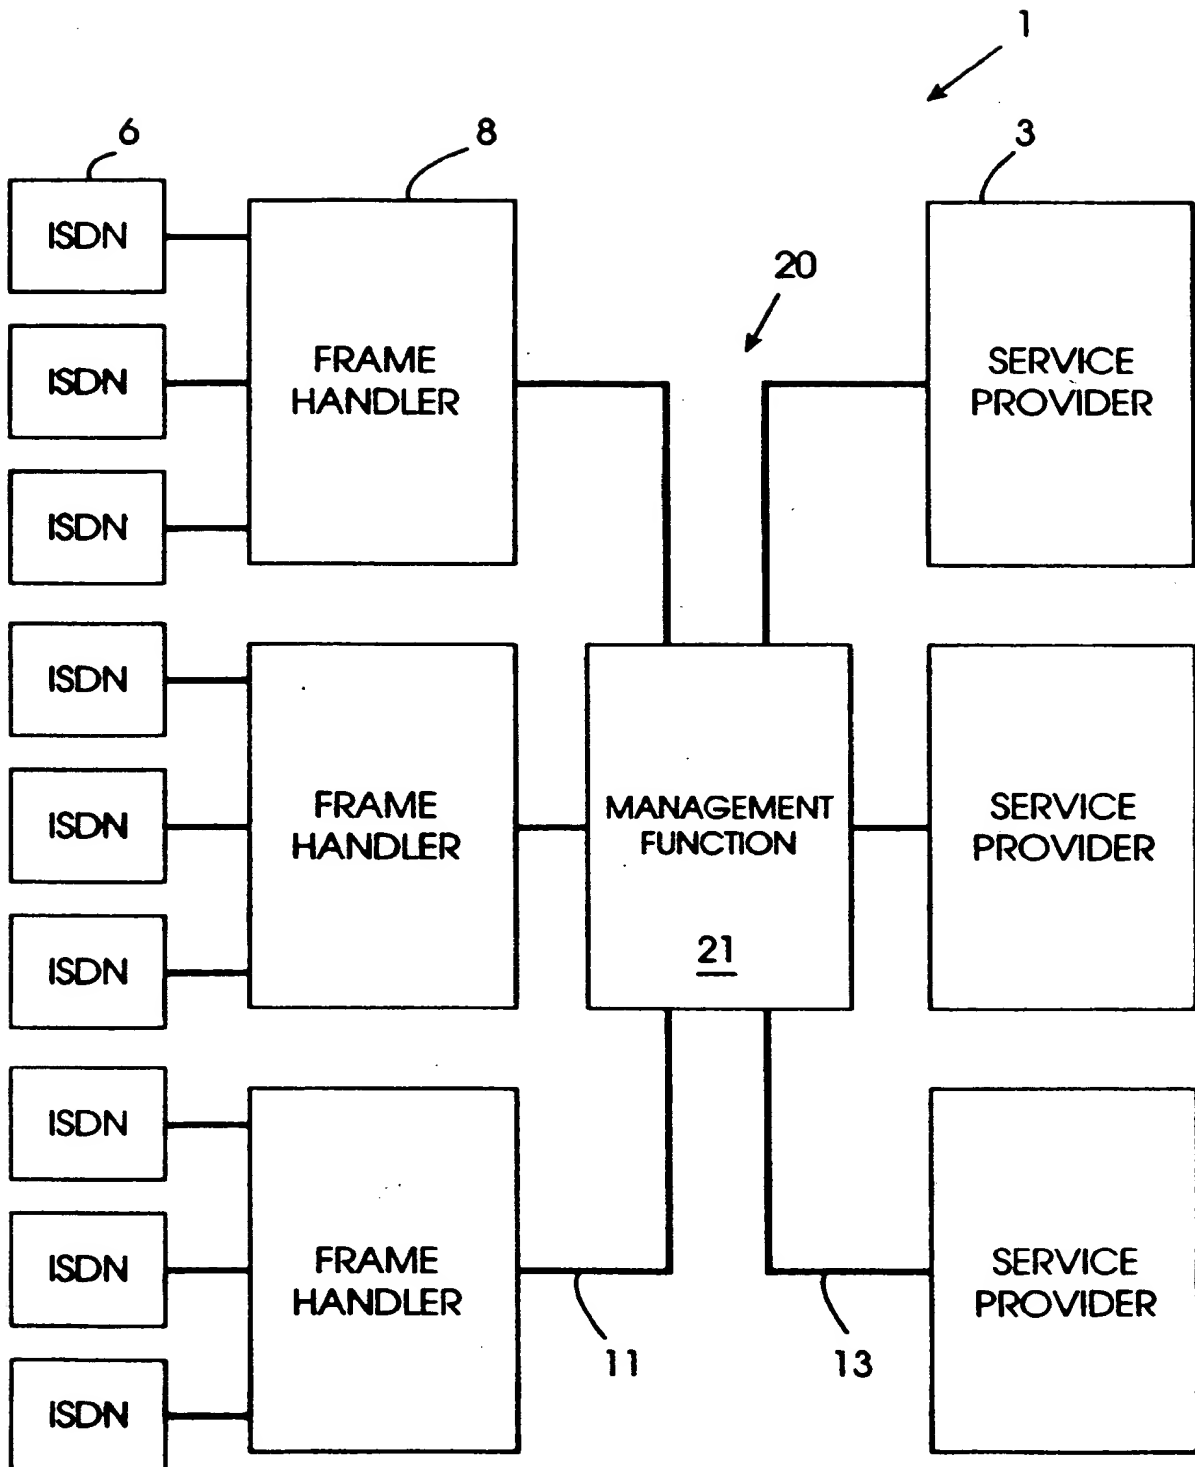 1
6
8
3
ISDN
ISDN
ISDN
FRAME
HANDLER
20
SERVICE
PROVIDER
ISDN
ISDN
ISDN
FRAME
HANDLER
MANAGEMENT
FUNCTION
21
SERVICE
PROVIDER
ISDN
ISDN
ISDN
FRAME
HANDLER
11
13
SERVICE
PROVIDER